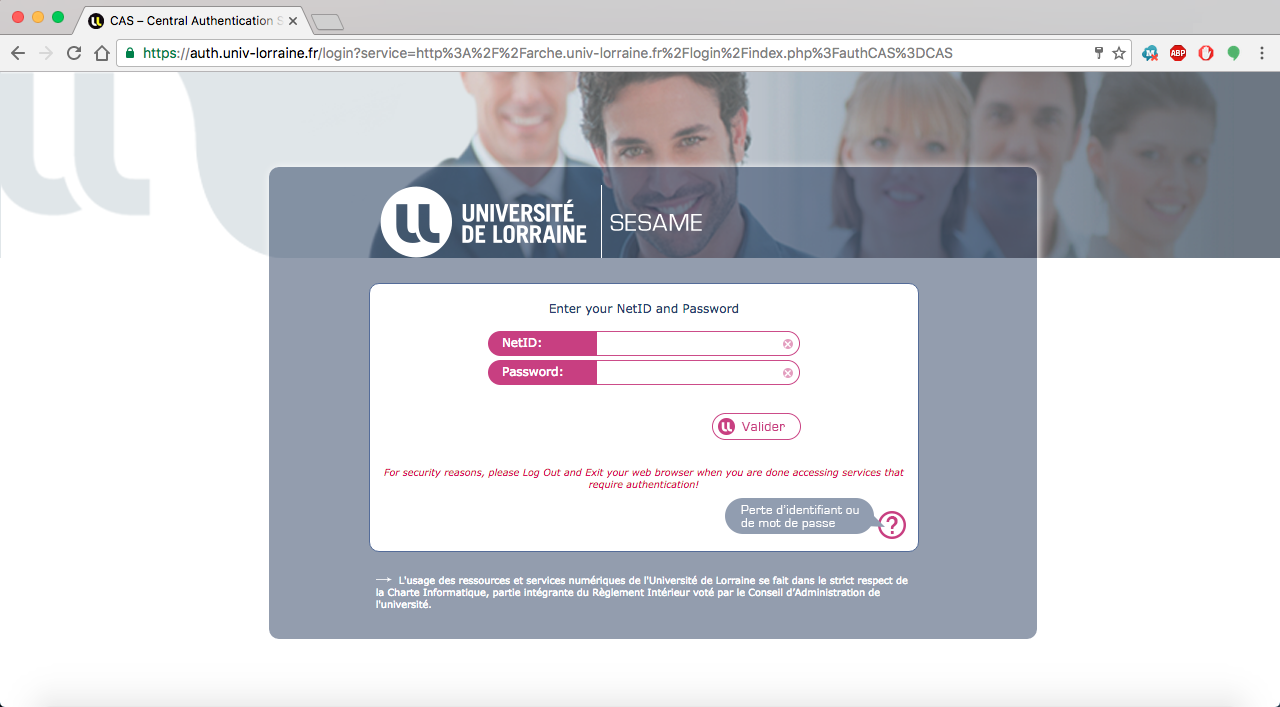 CAS – Central Authentication S
https://auth.univ-lorraine.fr/login?service=http%3A%2F%2Farche.univ-lorraine.fr%2Flogin%2Findex.php%3FauthCAS%3DCAS
ABP
UNIVERSITÉ
DE LORRAINE
SESAME
Enter your NetID and Password
NetID:
Password:
Valider
For security reasons, please Log Out and Exit your web browser when you are done accessing services that
require authentication!
Perte d'identifiant ou
de mot de passe
?
→ L'usage des ressources et services numériques de l'Université de Lorraine se fait dans le strict respect de
la Charte Informatique, partie intégrante du Règlement Intérieur voté par le Conseil d'Administration de
l'université.